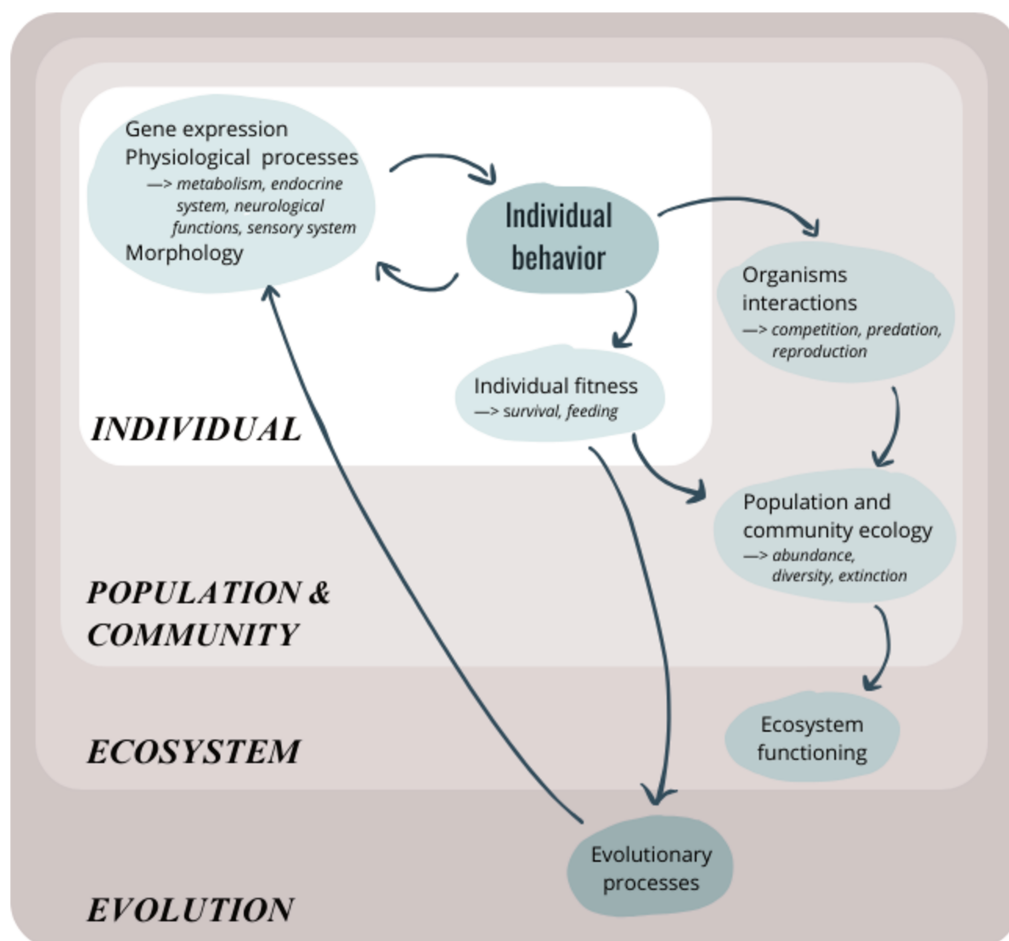 Gene expression
Physiological processes
—> metabolism, endocrine
system, neurological
functions, sensory system
Morphology
Individual
behavior
Organisms
interactions
—> competition, predation,
reproduction
Individual fitness
—> survival, feeding
INDIVIDUAL
Population and
community ecology
—> abundance,
diversity, extinction
POPULATION &
COMMUNITY
Ecosystem
functioning
ECOSYSTEM
Evolutionary
processes
EVOLUTION